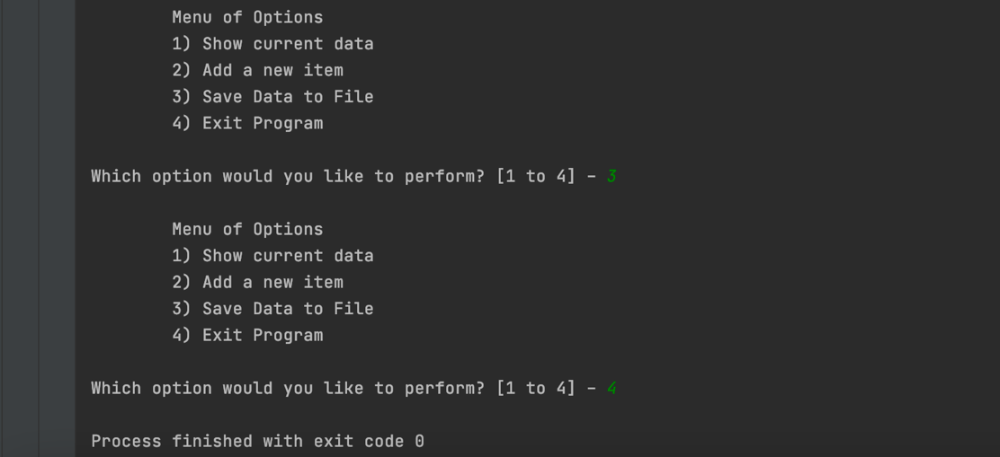 Menu of Options
1) Show current data
2) Add a new item
3) Save Data to File
4) Exit Program
Which option would you like to perform? [1 to 4] - 3
Menu of Options
1) Show current data
2) Add a new item
3) Save Data to File
4) Exit Program
Which option would you like to perform? [1 to 4] - 4
Process finished with exit code 0